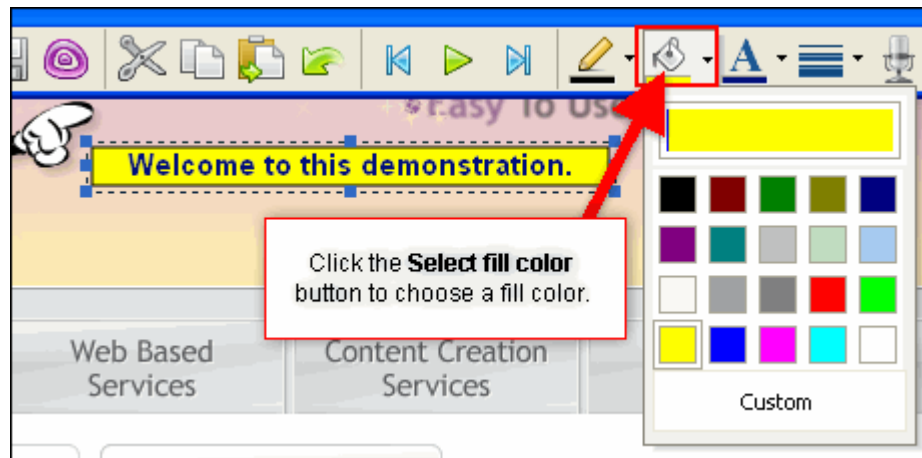 A
Easy To Use
Welcome to this demonstration.
Click the Select fill color
button to choose a fill color.
Web Based
Services
Content Creation
Services
Custom